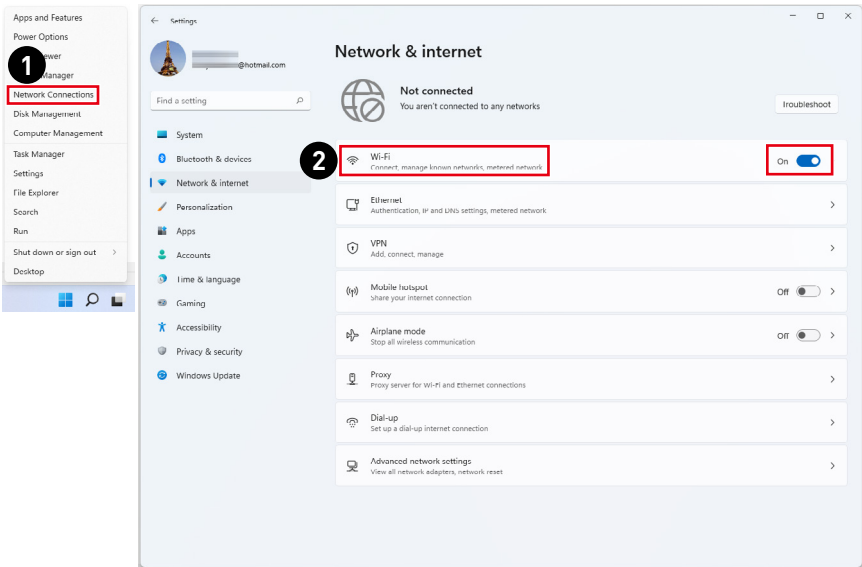 Apps and Features
Power Options
ewer
1
Manager
Network Connections
Disk Management
Computer Management
Task Manager
Settings
File Explorer
Search
Run
Shut down or sign out
Desktop
Settings
@hotmail.com
Find a setting
System
Bluetooth & devices
Network & internet
Personalization
Apps
Accounts
Time & language
Gaming
Accessibility
Privacy & security
Windows Update
Network & internet
Not connected
You aren't connected to any networks
Troubleshoot
2
Wi-Fi
Connect, manage known networks, metered network
On
Ethernet
Authentication, IP and DNS settings, metered network
VPN
Add, connect, manage
Mobile hotspot
Share your internet connection
Off
Airplane mode
Stop all wireless communication
Off
Proxy
Proxy server for Wi-Fi and Ethernet connections
Dial-up
Set up a dial-up internet connection
Advanced network settings
View all network adapters, network reset